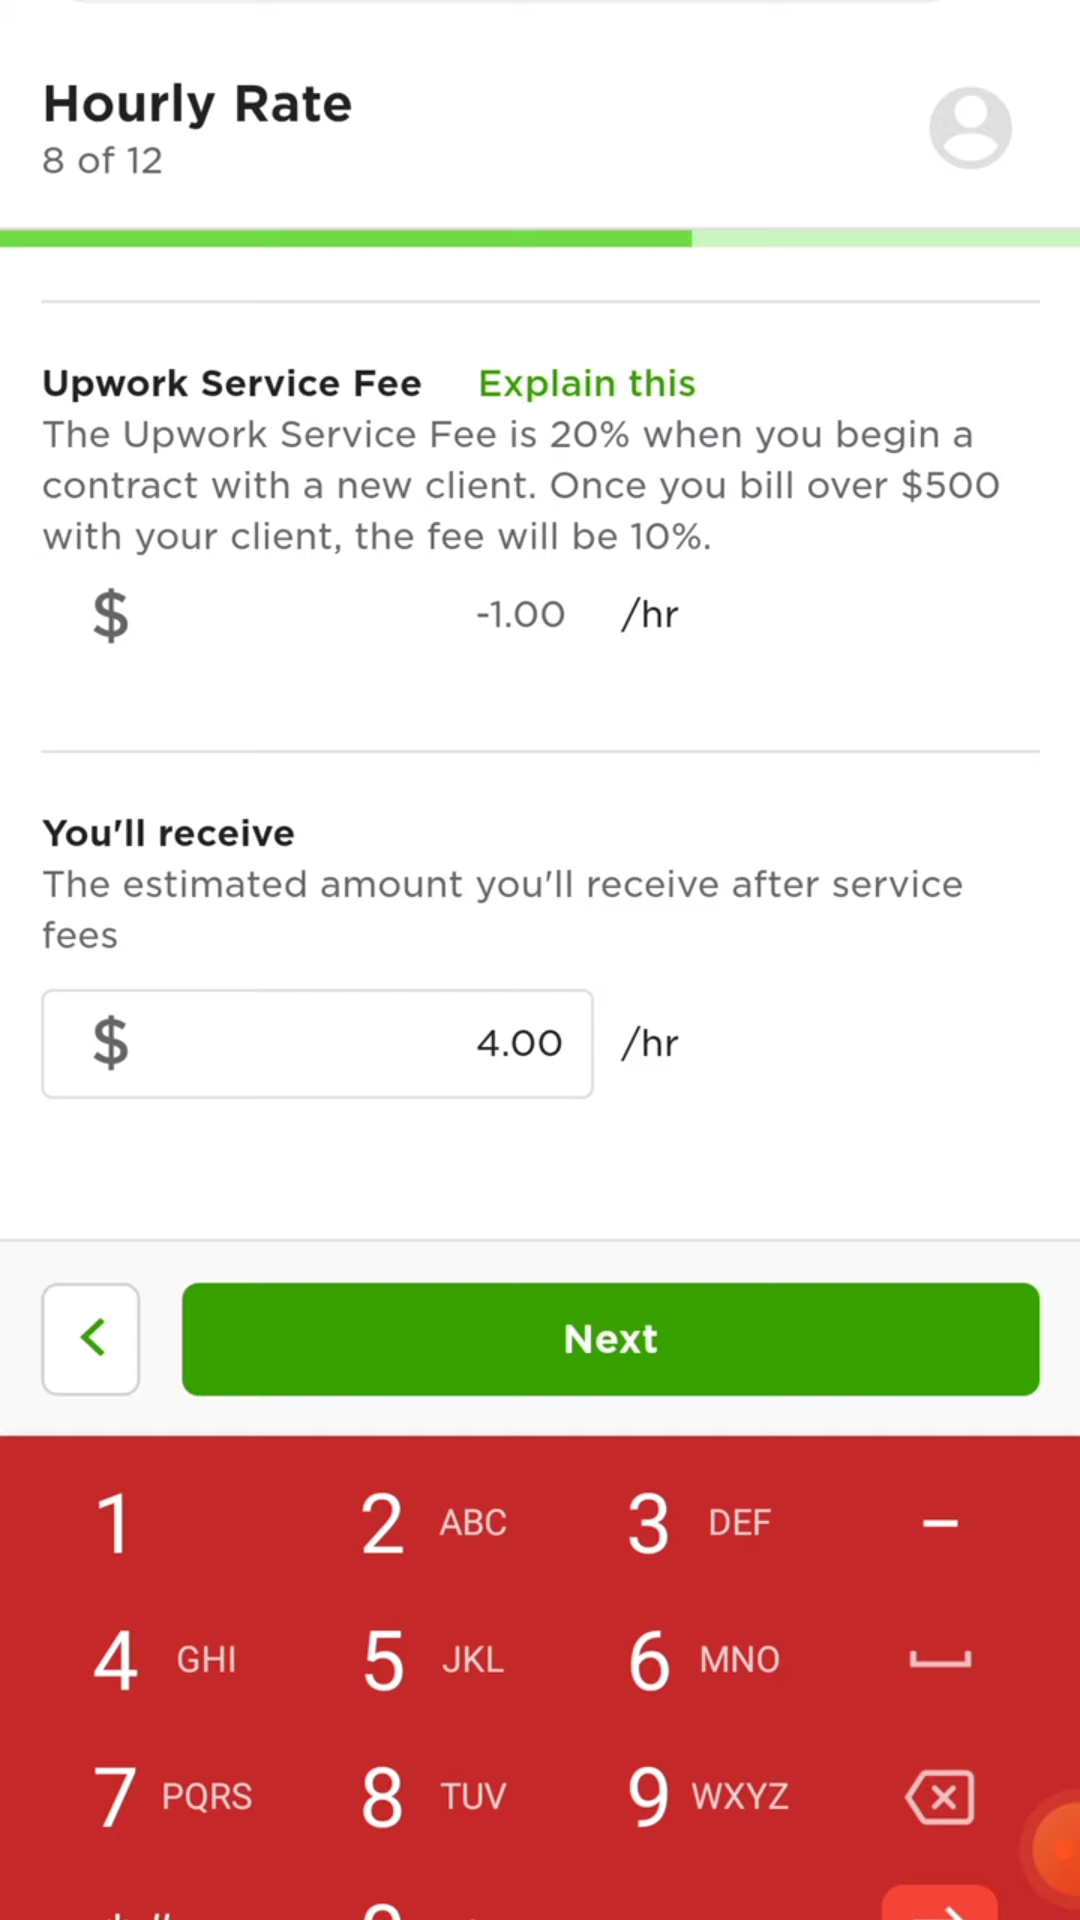 Hourly Rate
8 of 12
Upwork Service Fee Explain this
The Upwork Service Fee is 20% when you begin a
contract with a new client. Once you bill over $500
with your client, the fee will be 10%.
$ -1.00 /hr
You'll receive
The estimated amount you'll receive after service
fees
$ 4.00 /hr
Next
1 2 ABC 3 DEF –
4 GHI 5 JKL 6 MNO
7 PQRS 8 TUV 9 WXYZ